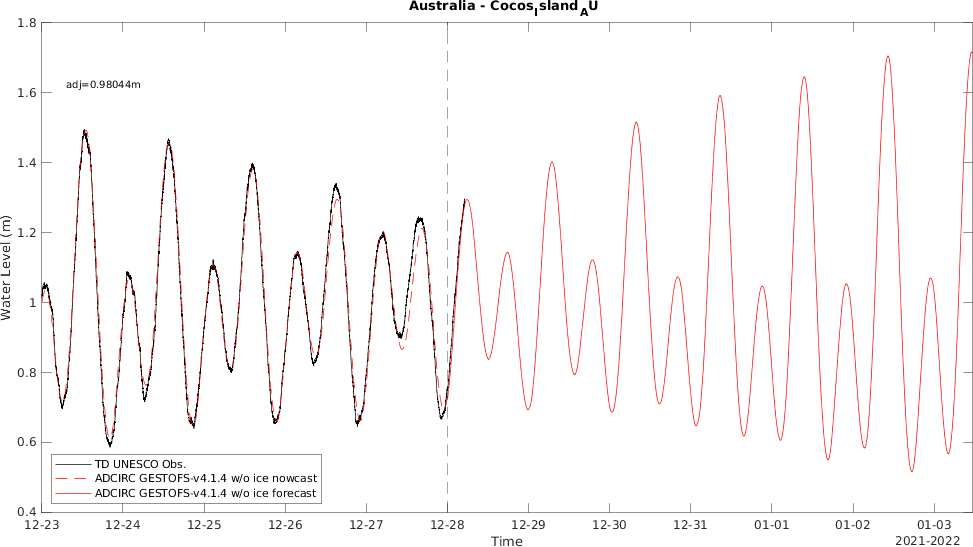 Australia - Cocos_Island_AU
1.8
adj=0.98044m
1.6
1.4
1.2
1
0.8
0.6
0.4
Water Level (m)
TD UNESCO Obs.
ADCIRC GESTOFS-v4.1.4 w/o ice nowcast
ADCIRC GESTOFS-v4.1.4 w/o ice forecast
12-23 12-24 12-25 12-26 12-27 12-28 12-29 12-30 12-31 01-01 01-02 01-03
Time
2021-2022